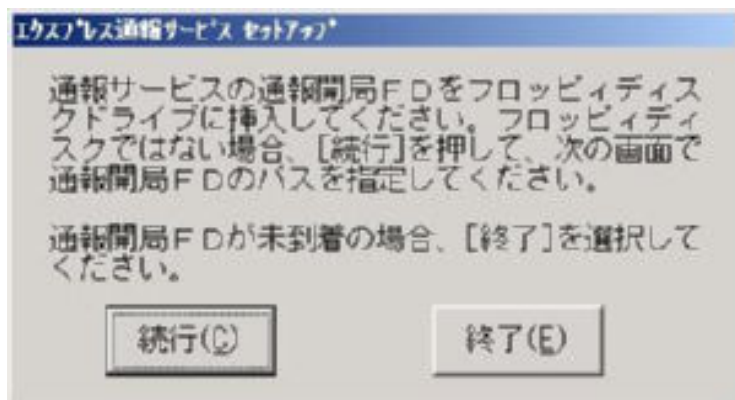 ｴｸｽﾌﾟﾚｽ通報ｻｰﾋﾞｽ ｾｯﾄｱｯﾌﾟ
通報サービスの通報開局ＦＤをフロッピィディス
クドライブに挿入してください。フロッピィディ
スクではない場合、［続行］を押して、次の画面で
通報開局ＦＤのパスを指定してください。
通報開局ＦＤが未到着の場合、［終了］を選択して
ください。
続行(C)
終了(E)